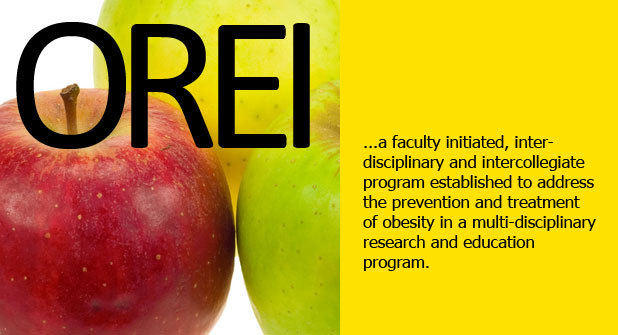 OREI
...a faculty initiated, inter-
disciplinary and intercollegiate
program established to address
the prevention and treatment
of obesity in a multi-disciplinary
research and education
program.